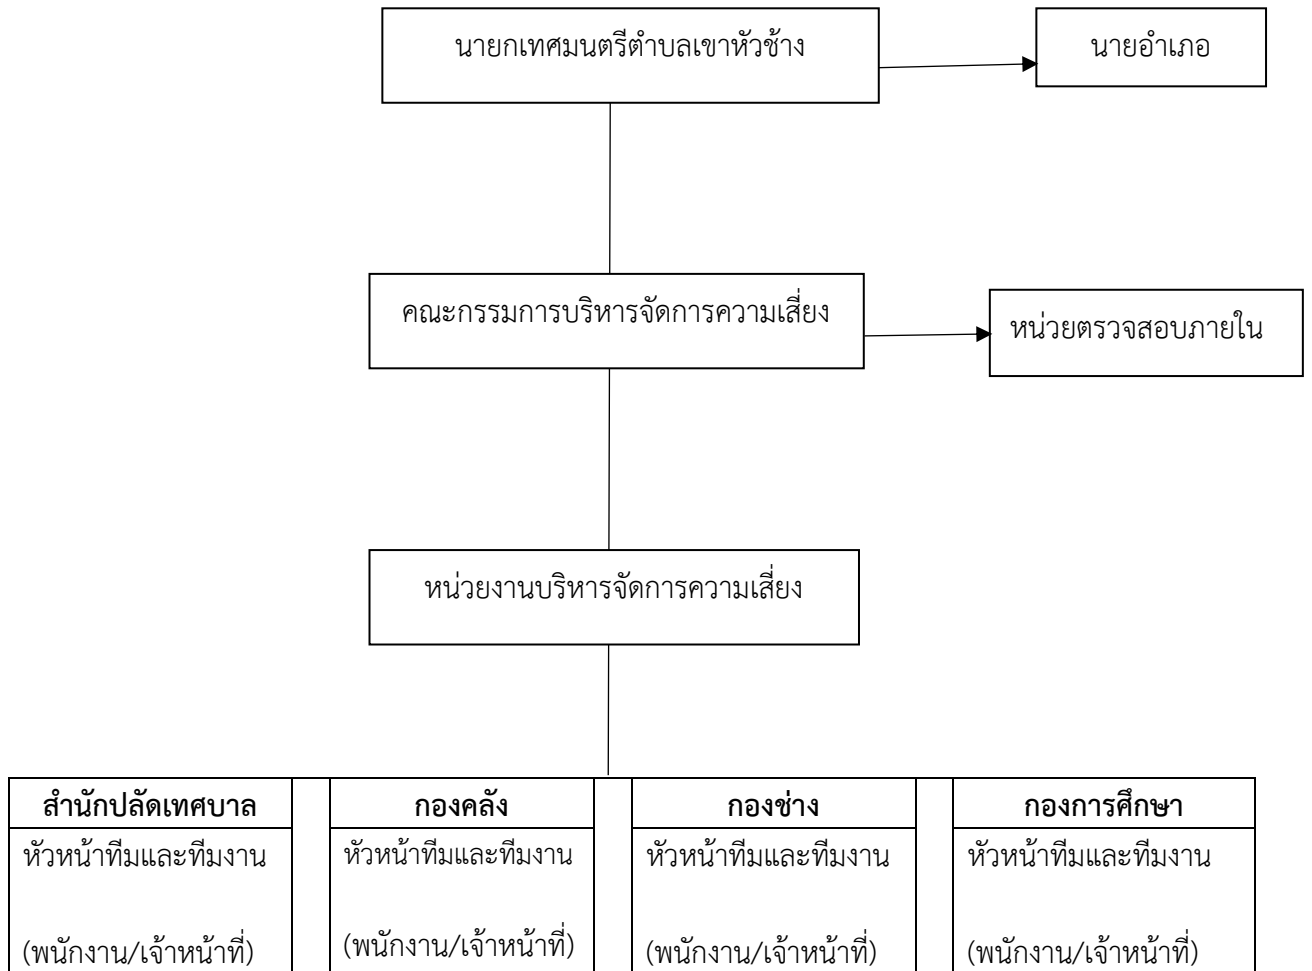 นายกเทศมนตรีตำบลเขาหัวช้าง
นายอำเภอ
คณะกรรมการบริหารจัดการความเสี่ยง
หน่วยตรวจสอบภายใน
หน่วยงานบริหารจัดการความเสี่ยง
สำนักปลัดเทศบาล
หัวหน้าทีมและทีมงาน
(พนักงาน/เจ้าหน้าที่)
กองคลัง
หัวหน้าทีมและทีมงาน
(พนักงาน/เจ้าหน้าที่)
กองช่าง
หัวหน้าทีมและทีมงาน
(พนักงาน/เจ้าหน้าที่)
กองการศึกษา
หัวหน้าทีมและทีมงาน
(พนักงาน/เจ้าหน้าที่)